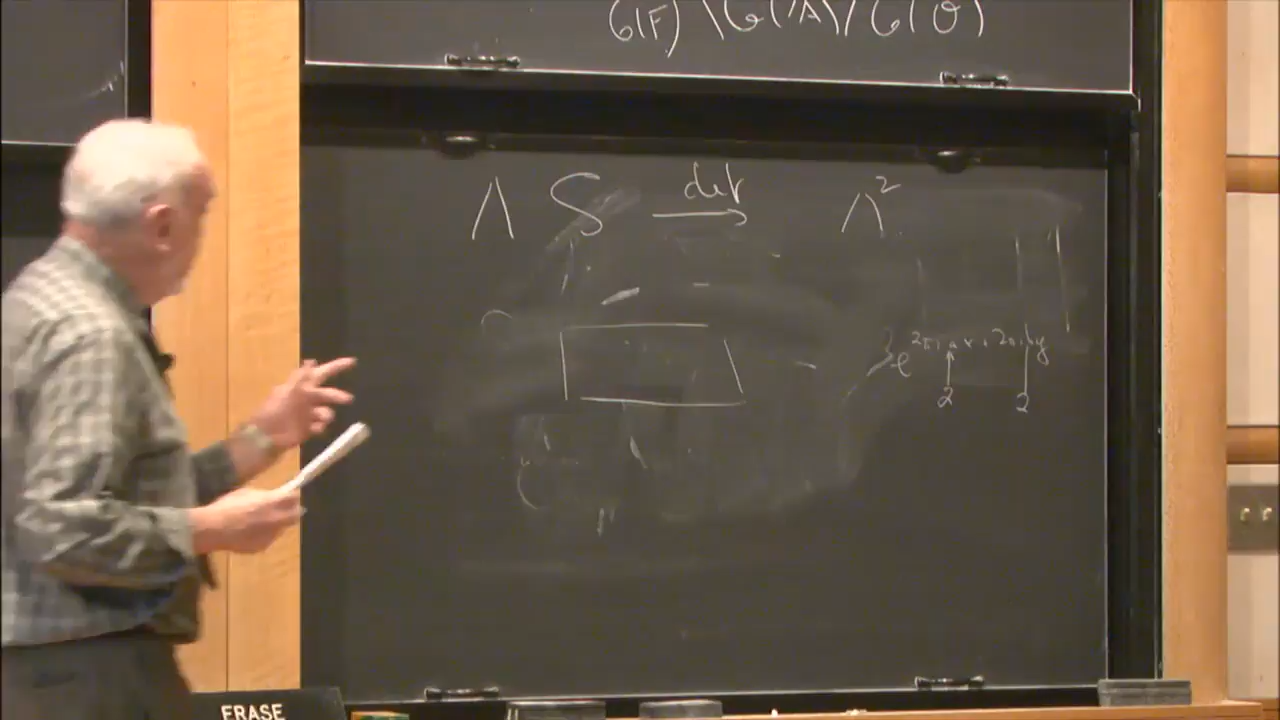 G(F)\G(A)/G(O)
Λ S det → Λ²
e^{2πiax+2πiby}
2 2
ERASE